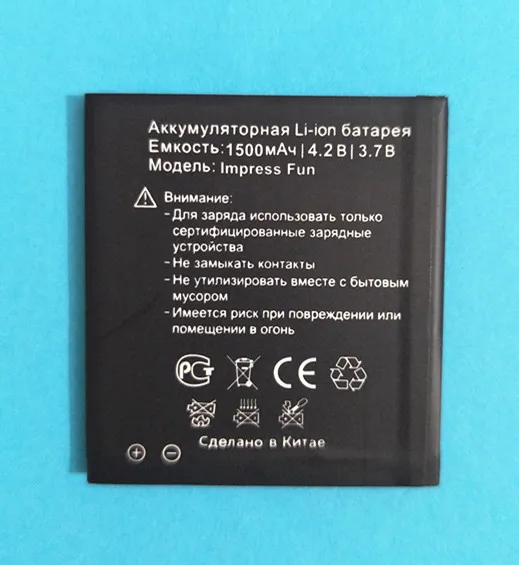 Аккумуляторная Li-ion батарея
Емкость:1500мАч|4.2В|3.7В
Модель: Impress Fun
Внимание:
-Для заряда использовать только
сертифицированные зарядные
устройства
-Не замыкать контакты
-Не утилизировать вместе с бытовым
мусором
-Имеется риск при повреждении или
помещении в огонь
РСТ CE
Сделано в Китае
+ -